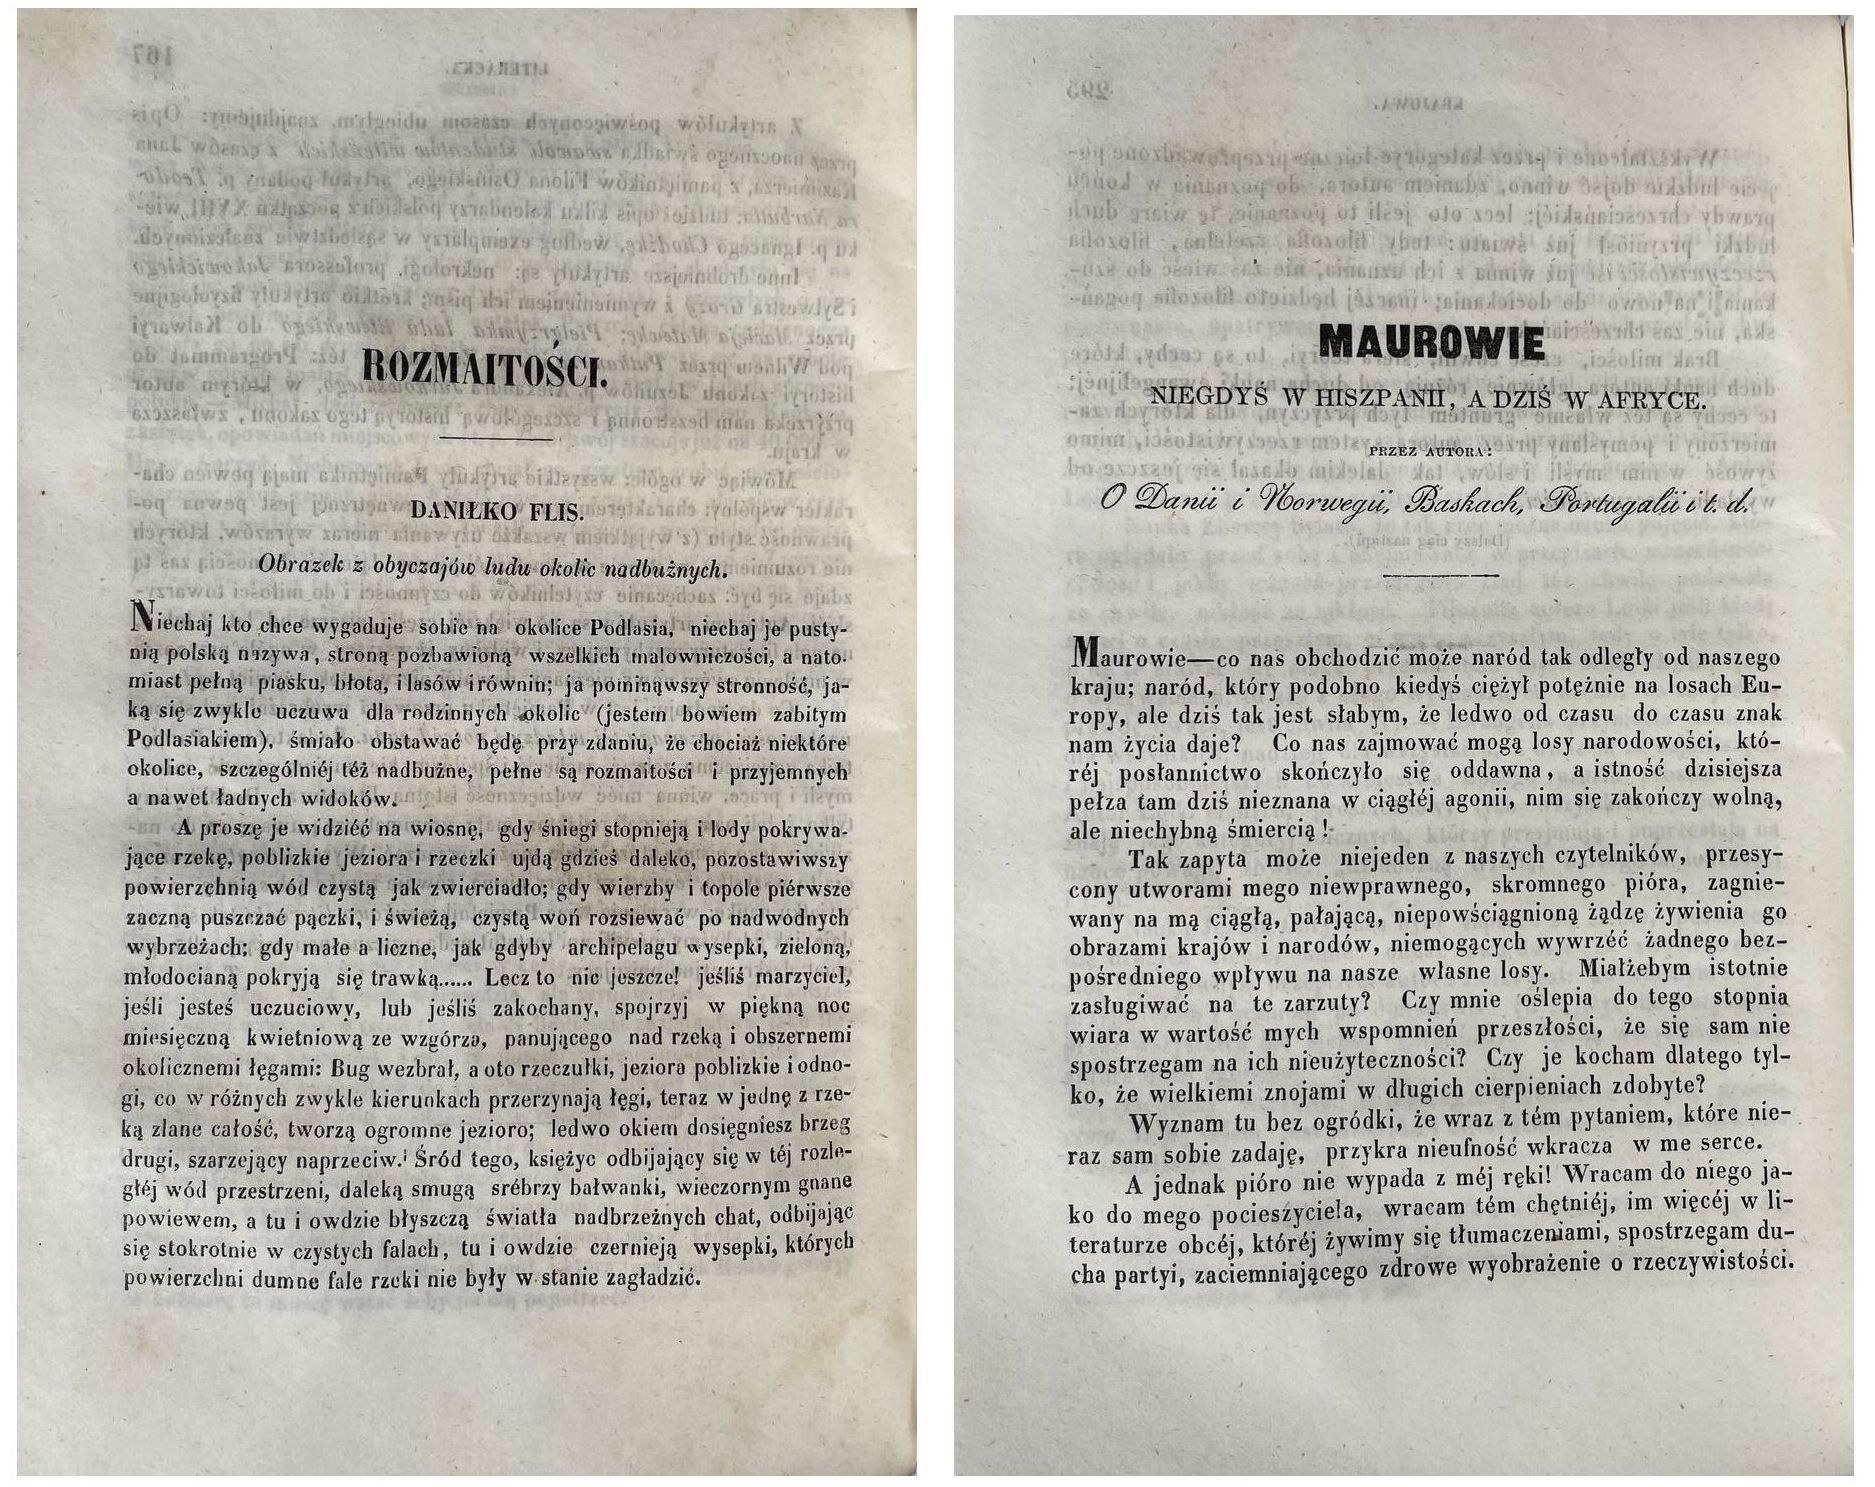 ROZMAITOŚCI.
DANIŁKO FLIS.
Obrazek z obyczajów ludu okolic nadbużnych.
Niechaj kto chce wygaduje sobie na okolice Podlasia, niechaj je pusty-
nią polską nazywa, stroną pozbawioną wszelkich malowniczości, a nato-
miast pełną piasku, błota, i lasów i równin; ja pominąwszy stronność, ja-
ką się zwykle uczuwa dla rodzinnych okolic (jestem bowiem zabitym
Podlasiakiem), śmiało obstawać będę przy zdaniu, że chociaż niektóre
okolice, szczególniéj téż nadbużne, pełne są rozmaitości i przyjemnych
a nawet ładnych widoków.
A proszę je widziéć na wiosnę, gdy śniegi stopnieją i lody pokrywa-
jące rzekę, poblizkie jeziora i rzeczki ujdą gdzieś daleko, pozostawiwszy
powierzchnią wód czystą jak zwierciadło; gdy wierzby i topole piérwsze
zaczną puszczać pączki, i świeżą, czystą woń rozsiewać po nadwodnych
wybrzeżach; gdy małe a liczne, jak gdyby archipelagu wysepki, zieloną,
młodocianą pokryją się trawką...... Lecz to nic jeszcze! jeśliś marzyciel,
jeśli jesteś uczuciowy, lub jeśliś zakochany, spojrzyj w piękną noc
miesięczną kwietniową ze wzgórza, panującego nad rzeką i obszernemi
okolicznemi łęgami: Bug wezbrał, a oto rzeczułki, jeziora poblizkie i odno-
gi, co w różnych zwykle kierunkach przerzynają łęgi, teraz w jednę z rze-
ką zlane całość, tworzą ogromne jezioro; ledwo okiem dosięgniesz brzeg
drugi, szarzejący naprzeciw. Śród tego, księżyc odbijający się w téj rozle-
głéj wód przestrzeni, daleką smugą srébrzy bałwanki, wieczornym gnane
powiewem, a tu i owdzie błyszczą światła nadbrzeżnych chat, odbijając
się stokrotnie w czystych falach, tu i owdzie czernieją wysepki, których
powierzchni dumne fale rzeki nie były w stanie zagładzić.
MAUROWIE
NIEGDYŚ W HISZPANII, A DZIŚ W AFRYCE.
PRZEZ AUTORA:
O Danii i Norwegii, Baskach, Portugalii i t. d.
Maurowie—co nas obchodzić może naród tak odległy od naszego
kraju; naród, który podobno kiedyś ciężył potężnie na losach Eu-
ropy, ale dziś tak jest słabym, że ledwo od czasu do czasu znak
nam życia daje? Co nas zajmować mogą losy narodowości, któ-
réj posłannictwo skończyło się oddawna, a istność dzisiejsza
pełza tam dziś nieznana w ciągłéj agonii, nim się zakończy wolną,
ale niechybną śmiercią!
Tak zapyta może niejeden z naszych czytelników, przesy-
cony utworami mego niewprawnego, skromnego pióra, zagnie-
wany na mą ciągłą, pałającą, niepowściągnioną żądzę żywienia go
obrazami krajów i narodów, niemogących wywrzéć żadnego bez-
pośredniego wpływu na nasze własne losy. Miałżebym istotnie
zasługiwać na te zarzuty? Czy mnie oślepia do tego stopnia
wiara w wartość mych wspomnień przeszłości, że się sam nie
spostrzegam na ich nieużyteczności? Czy je kocham dlatego tyl-
ko, że wielkiemi znojami w długich cierpieniach zdobyte?
Wyznam tu bez ogródki, że wraz z tém pytaniem, które nie-
raz sam sobie zadaję, przykra nieufność wkracza w me serce.
A jednak pióro nie wypada z méj ręki! Wracam do niego ja-
ko do mego pocieszyciela, wracam tém chętniéj, im więcéj w li-
teraturze obcéj, któréj żywimy się tłumaczeniami, spostrzegam du-
cha partyi, zaciemniającego zdrowe wyobrażenie o rzeczywistości.